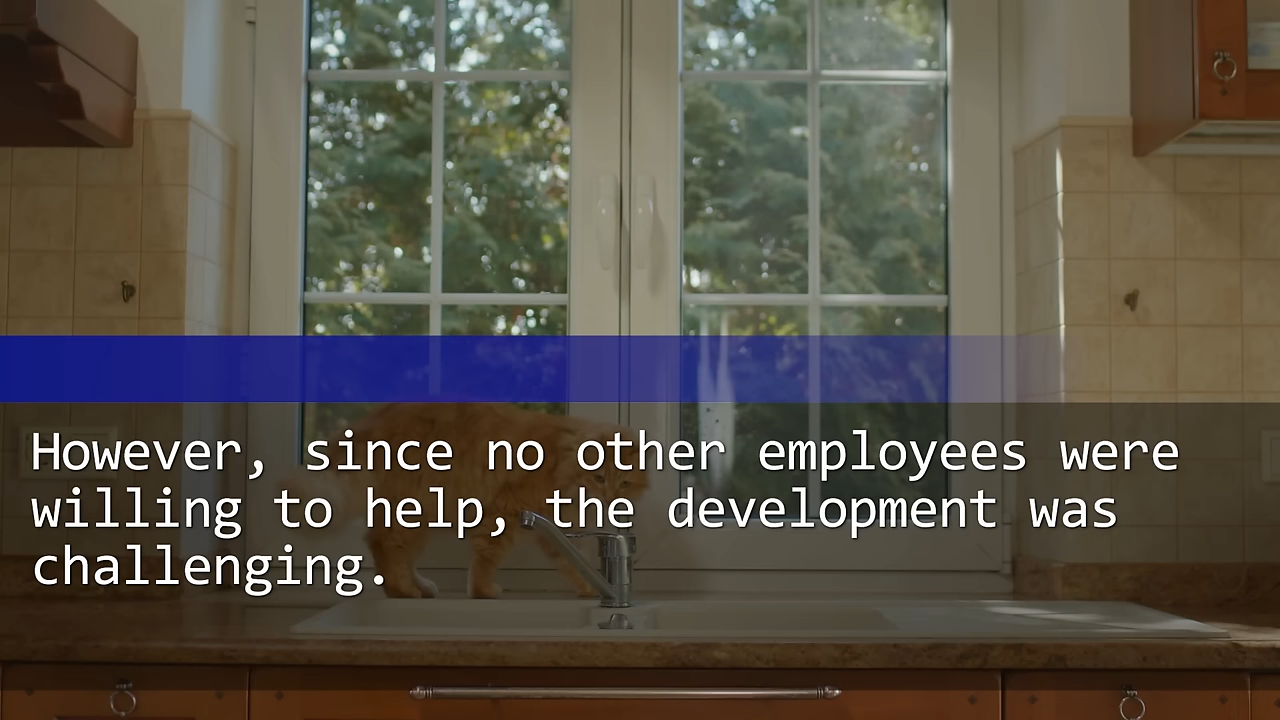 However, since no other employees were
willing to help, the development was
challenging.